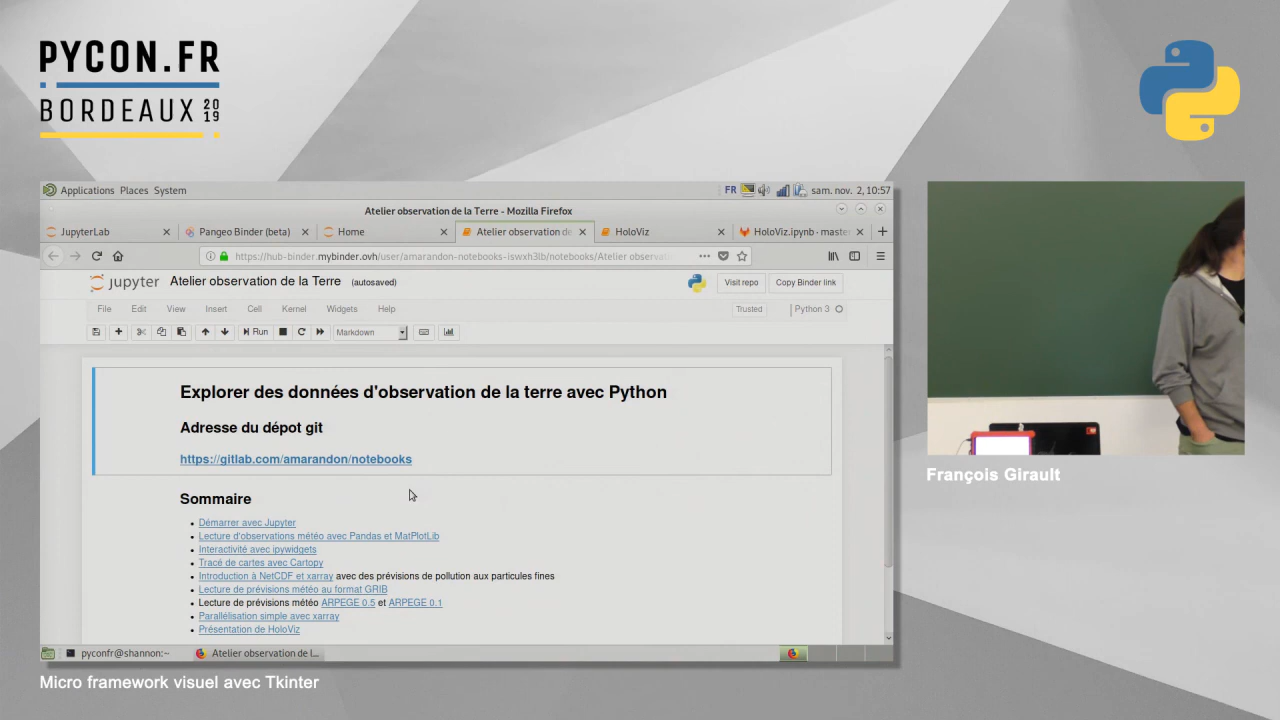 PYCON.FR
BORDEAUX 2019
Applications Places System
FR
sam. nov. 2, 10:57
Atelier observation de la Terre - Mozilla Firefox
JupyterLab
Pangeo Binder (beta)
Home
Atelier observation de
HoloViz
HoloViz.ipynb · master
https://hub-binder.mybinder.ovh/user/amarandon-notebooks-iswxh3lb/notebooks/Atelier observat
jupyter
Atelier observation de la Terre
(autosaved)
Visit repo
Copy Binder link
File Edit View Insert Cell Kernel Widgets Help
Trusted
Python 3
Run
Markdown
Explorer des données d'observation de la terre avec Python
Adresse du dépot git
https://gitlab.com/amarandon/notebooks
Sommaire
Démarrer avec Jupyter
Lecture d'observations météo avec Pandas et MatPlotLib
Interactivité avec ipywidgets
Tracé de cartes avec Cartopy
Introduction à NetCDF et xarray avec des prévisions de pollution aux particules fines
Lecture de prévisions météo au format GRIB
Lecture de prévisions météo ARPEGE 0.5 et ARPEGE 0.1
Parallélisation simple avec xarray
Présentation de HoloViz
pyconfr@shannon:~
Atelier observation de l...
François Girault
Micro framework visuel avec Tkinter